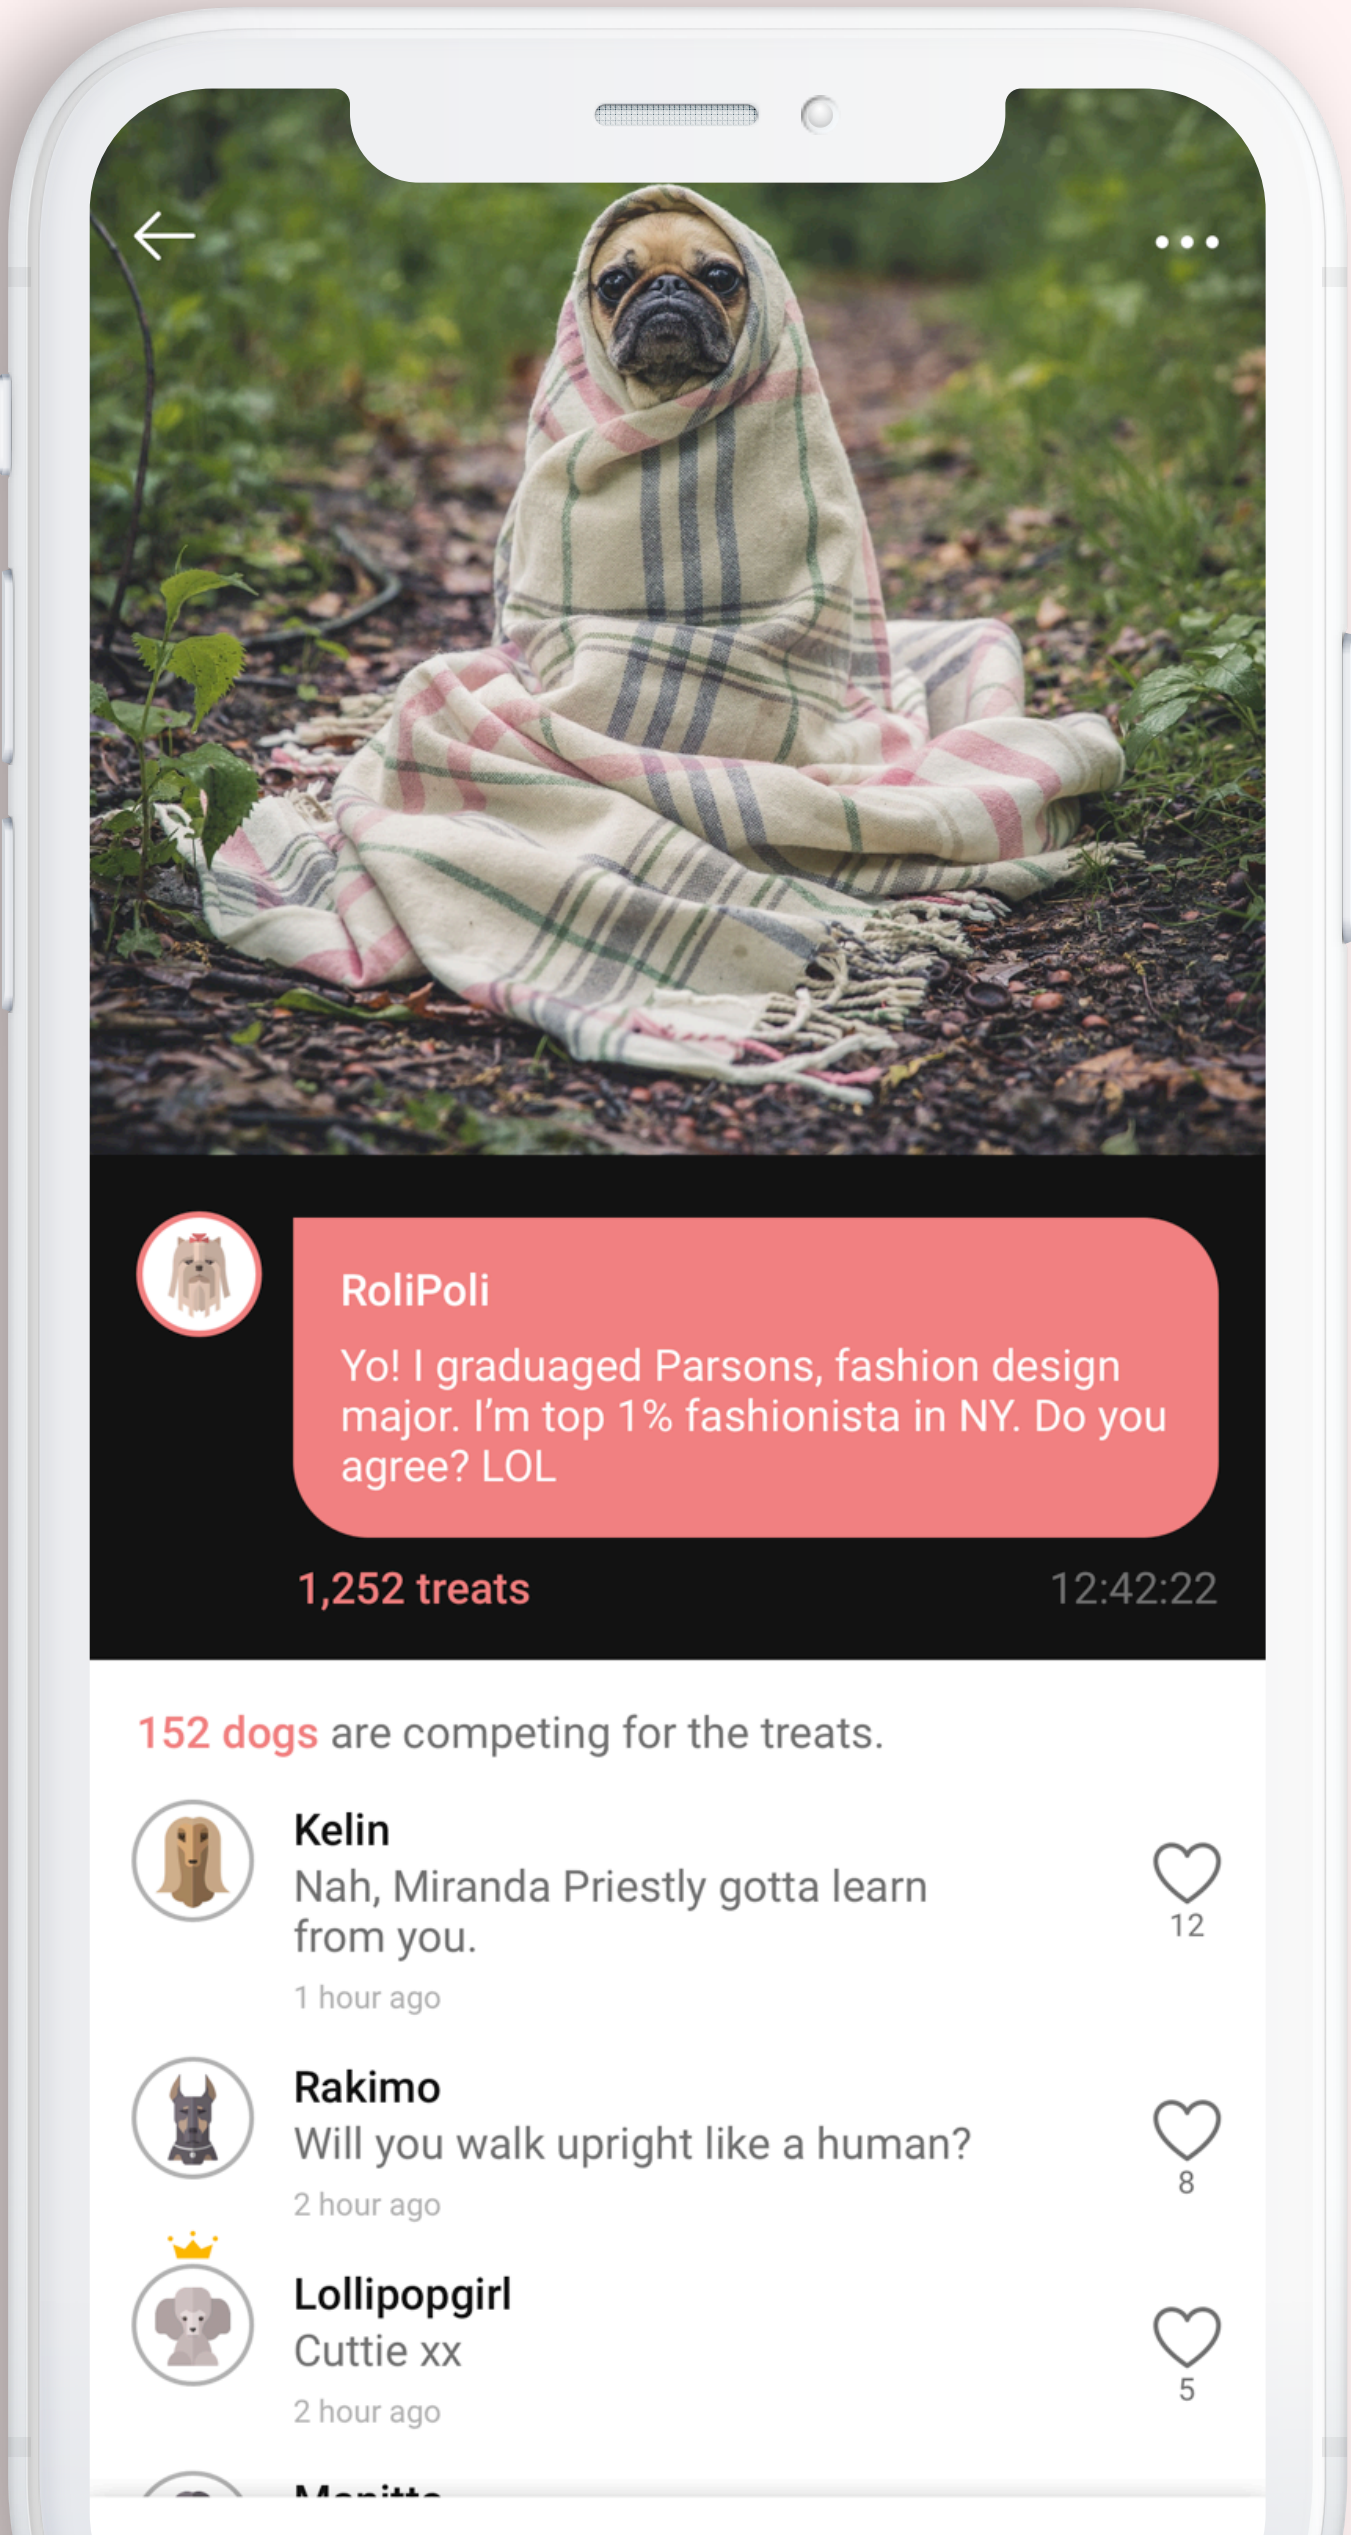 RoliPoli
Yo! I graduaged Parsons, fashion design
major. I'm top 1% fashionista in NY. Do you
agree? LOL
1,252 treats
12:42:22
152 dogs are competing for the treats.
Kelin
Nah, Miranda Priestly gotta learn
from you.
1 hour ago
12
Rakimo
Will you walk upright like a human?
2 hour ago
8
Lollipopgirl
Cuttie xx
2 hour ago
5